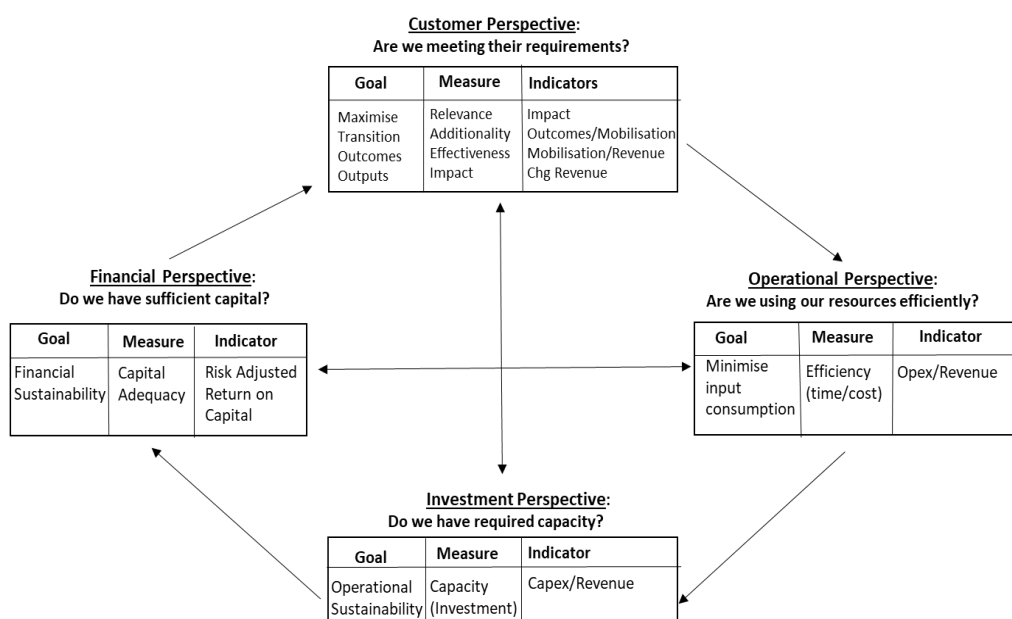 Customer Perspective:
Are we meeting their requirements?
Goal Measure Indicators
Maximise Relevance Impact
Transition Additionality Outcomes/Mobilisation
Outcomes Effectiveness Mobilisation/Revenue
Outputs Impact Chg Revenue
Financial Perspective:
Do we have sufficient capital?
Goal Measure Indicator
Financial Capital Risk Adjusted
Sustainability Adequacy Return on
Capital
Operational Perspective:
Are we using our resources efficiently?
Goal Measure Indicator
Minimise Efficiency Opex/Revenue
input (time/cost)
consumption
Investment Perspective:
Do we have required capacity?
Goal Measure Indicator
Operational Capacity Capex/Revenue
Sustainability (Investment)